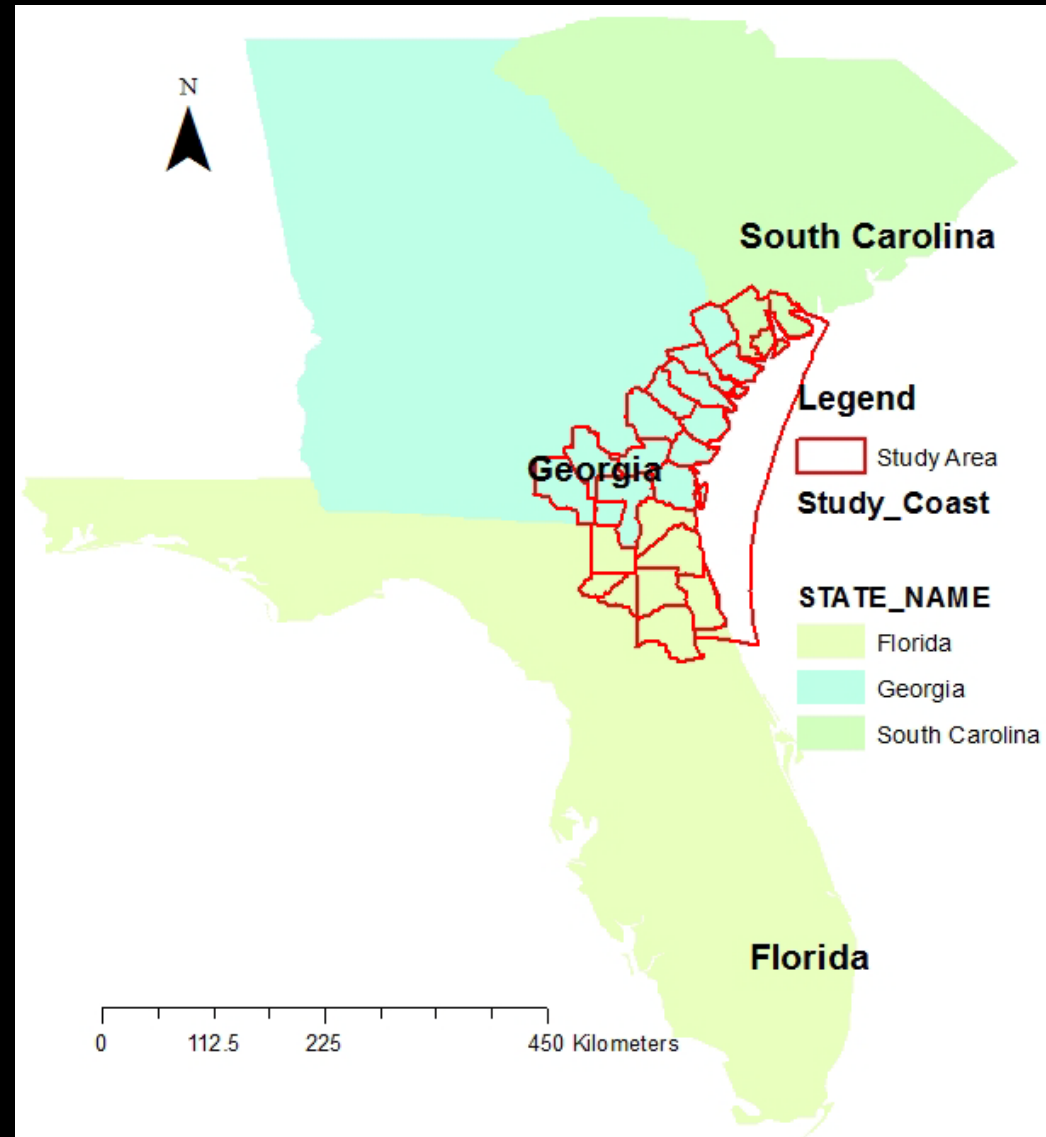 N
South Carolina
Legend
Study Area
Georgia
Study_Coast
STATE_NAME
Florida
Georgia
South Carolina
Florida
0 112.5 225 450 Kilometers